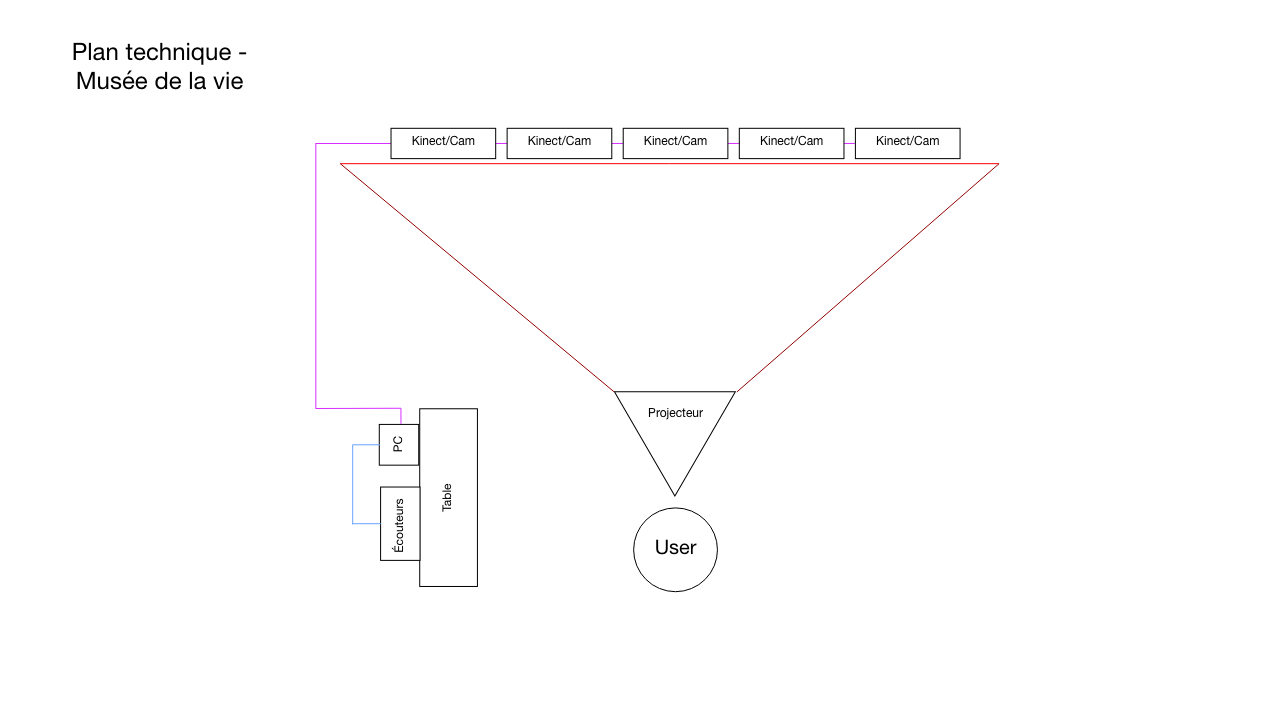 Plan technique -
Musée de la vie
Kinect/Cam Kinect/Cam Kinect/Cam Kinect/Cam Kinect/Cam
Projecteur
PC
Table
Écouteurs
User